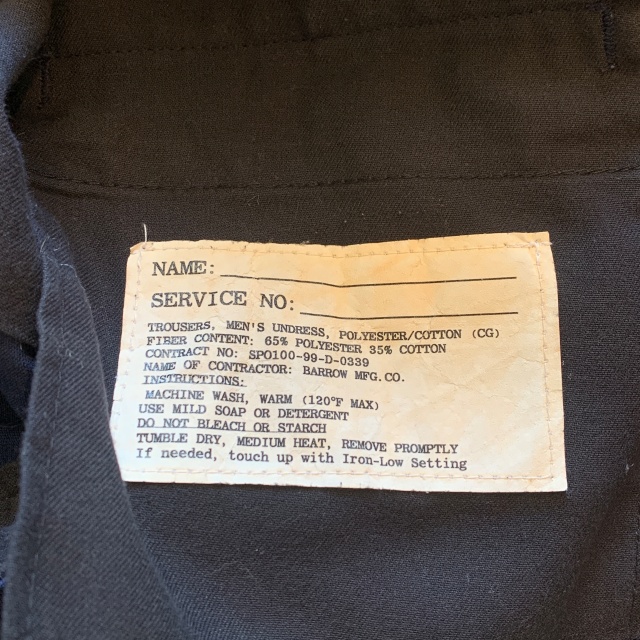 NAME:
SERVICE NO:
TROUSERS, MEN'S UNDRESS, POLYESTER/COTTON (CG)
FIBER CONTENT: 65% POLYESTER 35% COTTON
CONTRACT NO: SPO100-99-D-0339
NAME OF CONTRACTOR: BARROW MFG.CO.
INSTRUCTIONS:
MACHINE WASH, WARM (120°F MAX)
USE MILD SOAP OR DETERGENT
DO NOT BLEACH OR STARCH
TUMBLE DRY, MEDIUM HEAT, REMOVE PROMPTLY
If needed, touch up with Iron-Low Setting